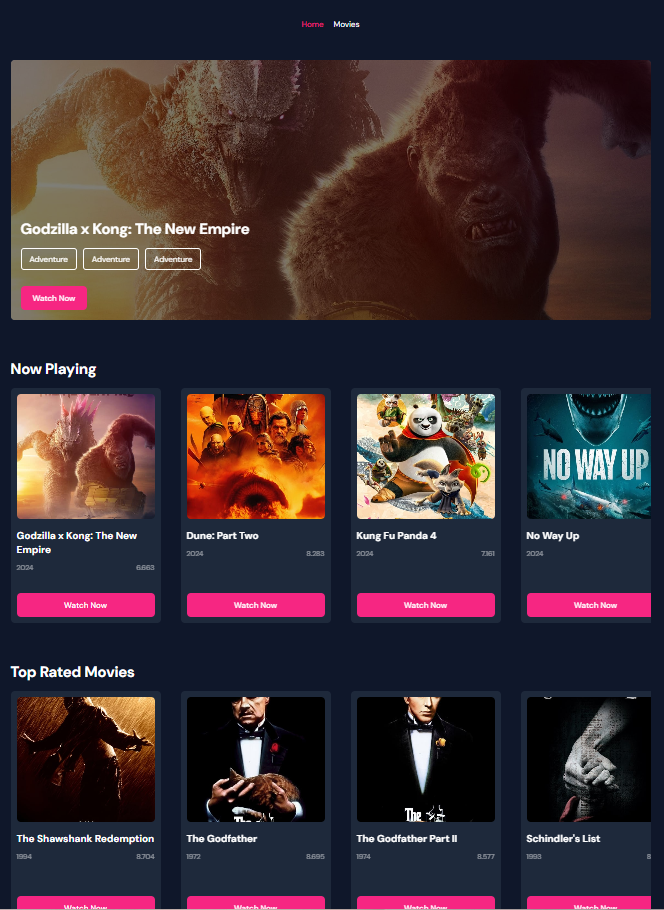 Home Movies
Godzilla x Kong: The New Empire
Adventure Adventure Adventure
Watch Now
Now Playing
NO WAY UP
Godzilla x Kong: The New
Empire
2024 6.663
Watch Now
Dune: Part Two
2024 8.283
Watch Now
Kung Fu Panda 4
2024 7.161
Watch Now
No Way Up
2024
Watch Now
Top Rated Movies
The Shawshank Redemption
1994 8.704
Watch Now
The
The Godfather
1972 8.695
Watch Now
The
The Godfather Part II
1974 8.577
Watch Now
Schindler's List
1993 8
Watch Now